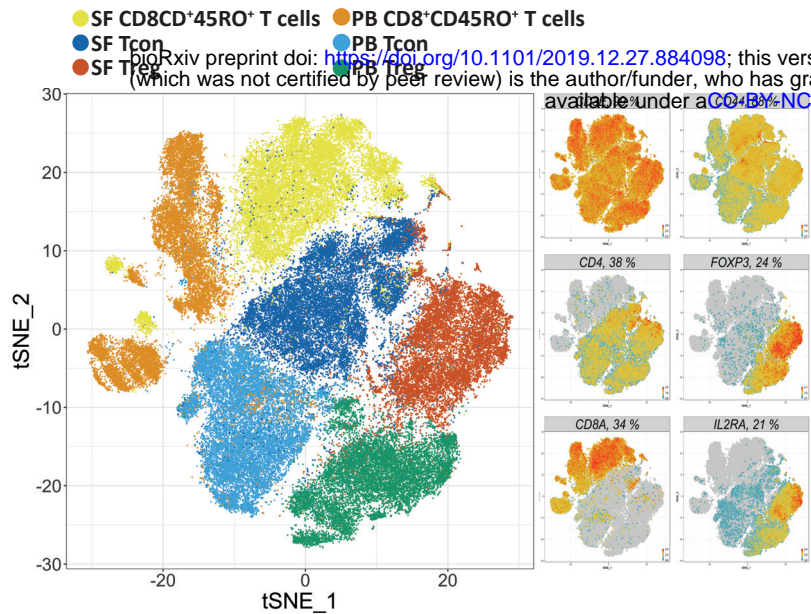 SF CD8CD+45RO+ T cells
PB CD8+CD45RO+ T cells
SF Tcon
PB Tcon
SF Treg
PB Treg
bioRxiv preprint doi: https://doi.org/10.1101/2019.12.27.884098; this vers
(which was not certified by peer review) is the author/funder, who has gra
available under aCC-BY-NC
30
20
10
0
-10
-20
-30
tSNE_2
-20
0
20
tSNE_1
CD44, 68 %
CD4, 38 %
FOXP3, 24 %
CD8A, 34 %
IL2RA, 21 %